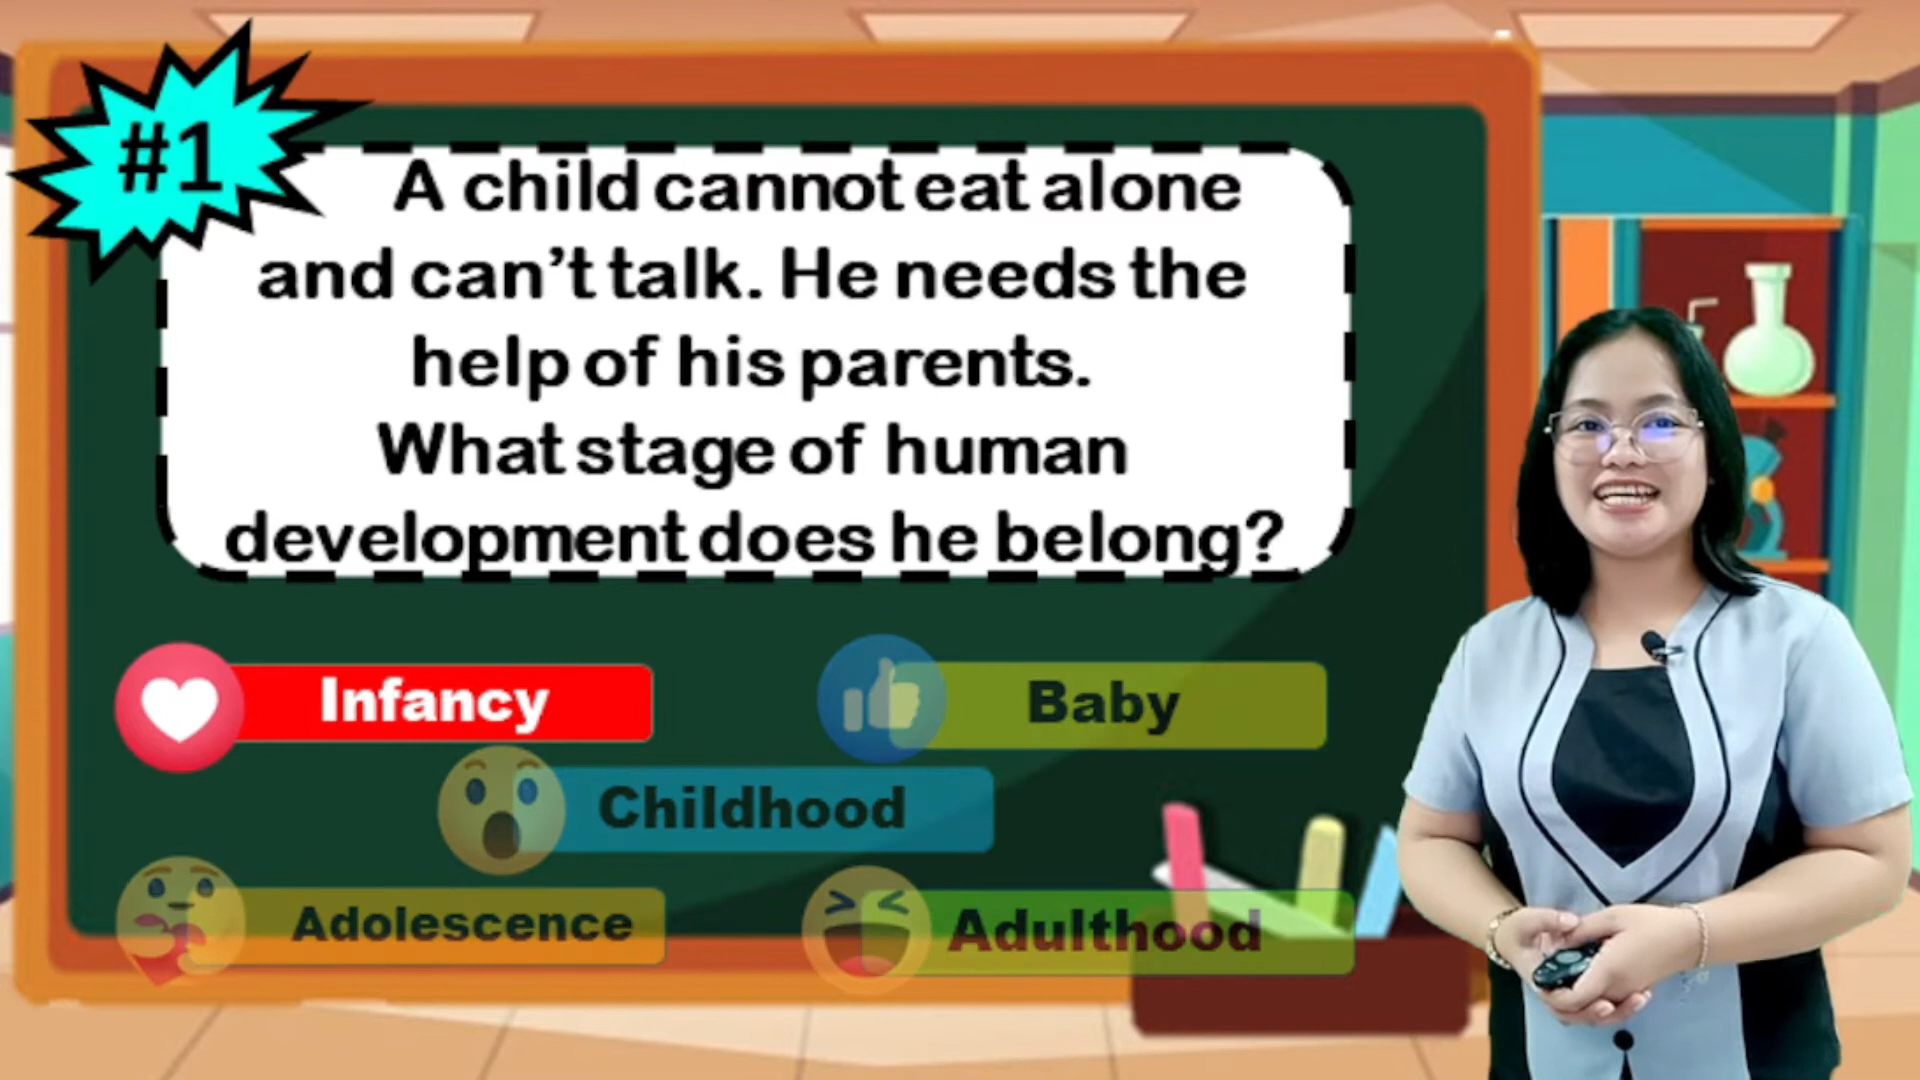 #1
A child cannot eat alone
and can't talk. He needs the
help of his parents.
What stage of human
development does he belong?
Infancy
Baby
Childhood
Adolescence
Adulthood